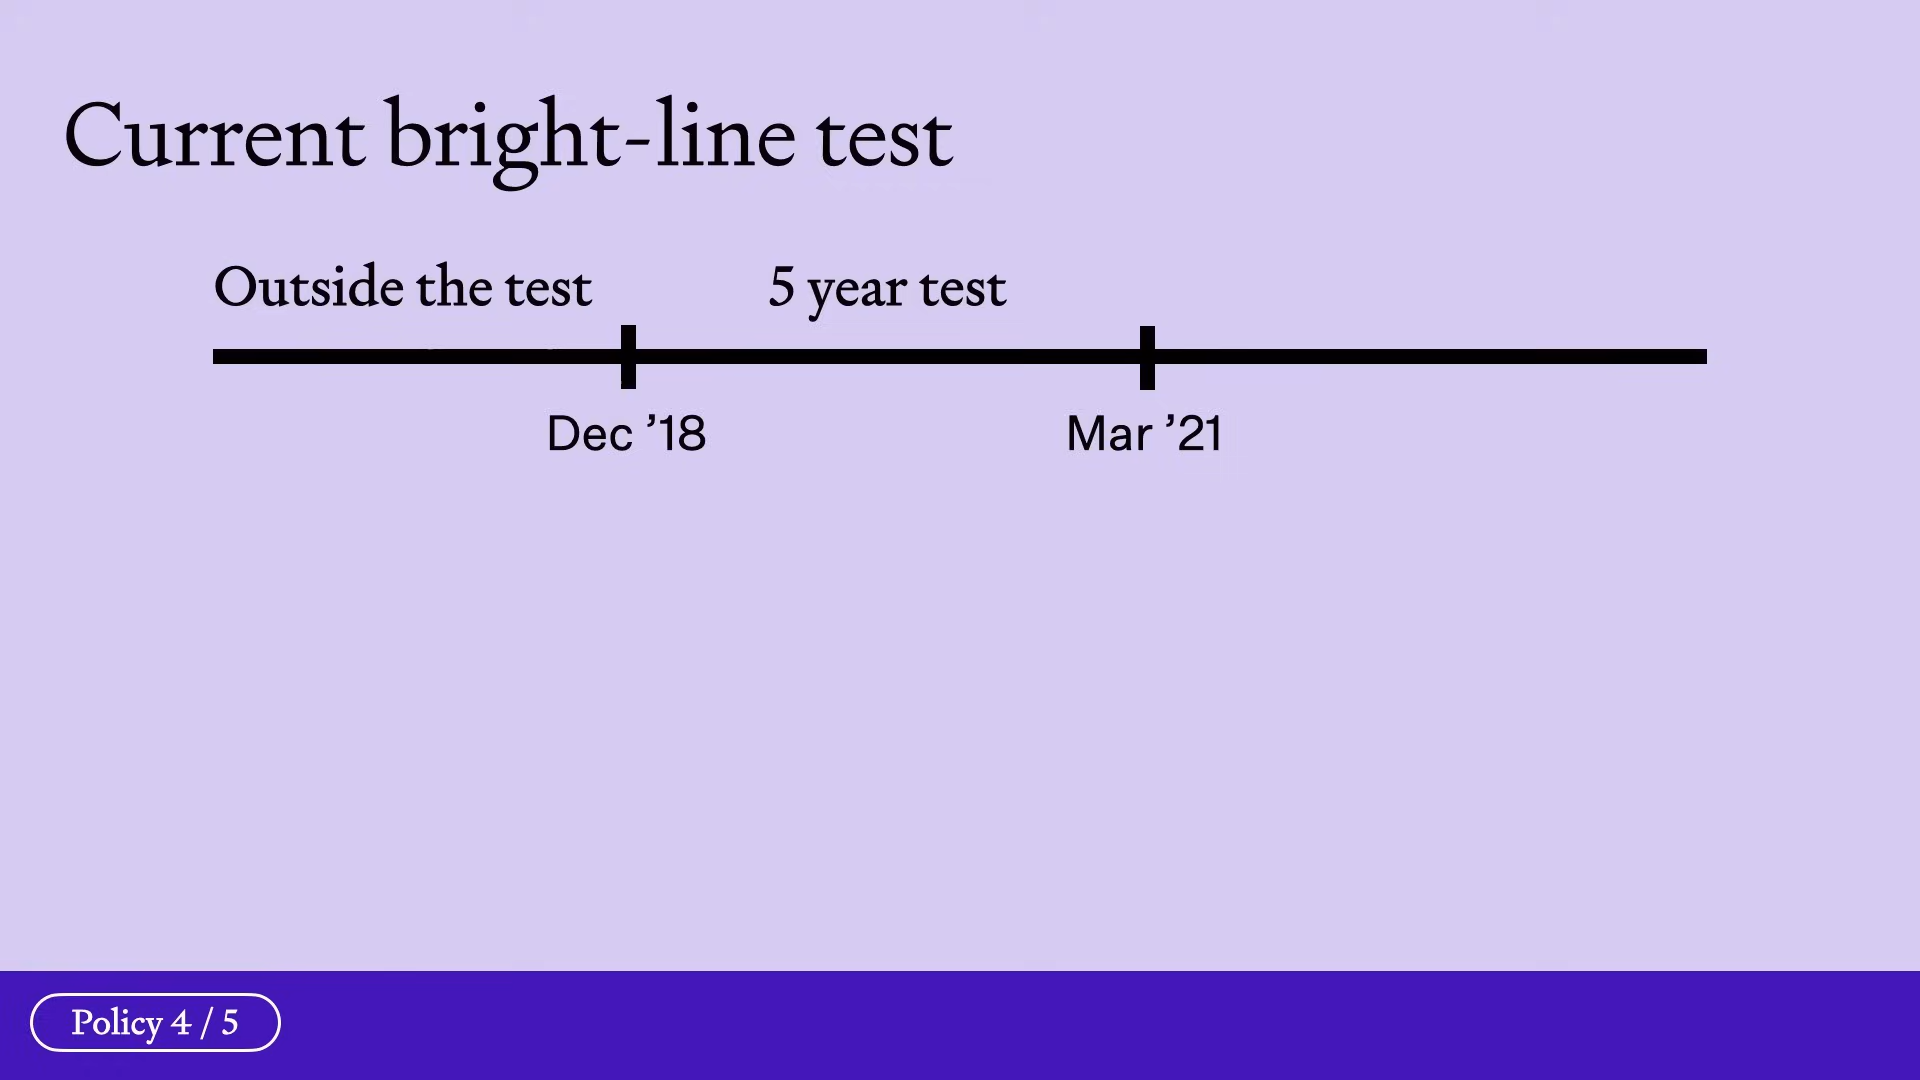 Current bright-line test
Outside the test
5 year test
Dec ’18
Mar ’21
Policy 4 / 5